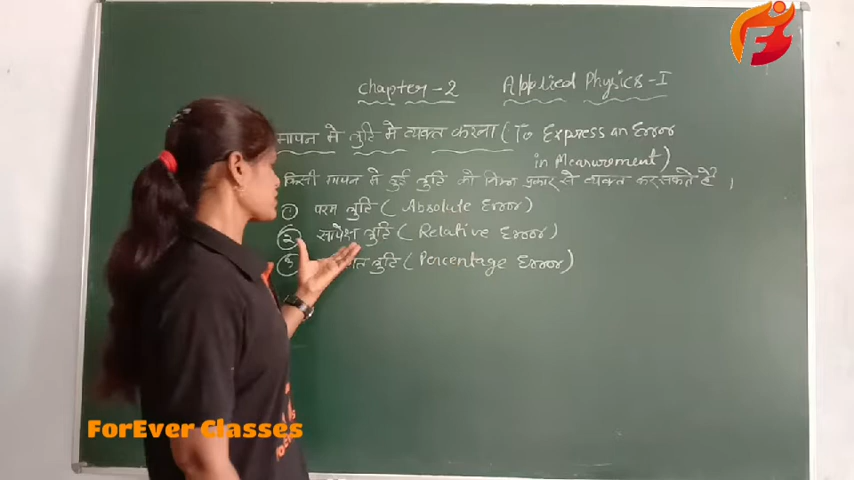 chapter-2 Applied Physics-I
मापन मे त्रुटि मे व्यक्त करना (To Express an Error
in Measurement)
किसी मापन मे हुई त्रुटि को निम्न प्रकार से व्यक्त कर सकते हैं ।
① परम त्रुटि ( Absolute Error)
② सापेक्ष त्रुटि ( Relative Error)
③ त्रुटि ( Percentage Error)
ForEver Classes